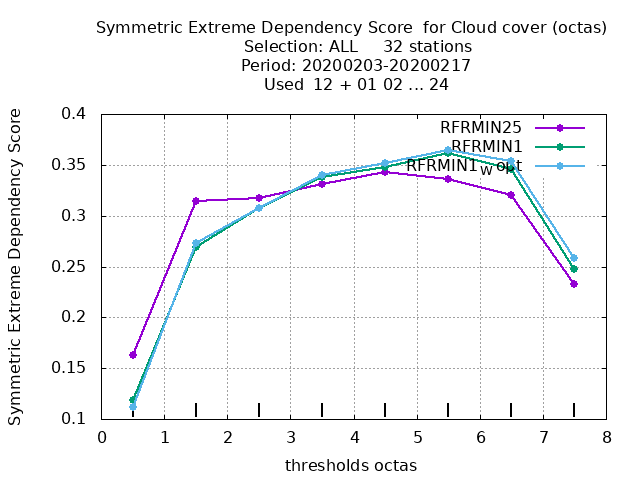 Symmetric Extreme Dependency Score for Cloud cover (octas)
Selection: ALL 32 stations
Period: 20200203-20200217
Used 12 + 01 02 ... 24
Symmetric Extreme Dependency Score
0.4
0.35
0.3
0.25
0.2
0.15
0.1
RFRMIN25
RFRMIN1
RFRMIN1wopt
0 1 2 3 4 5 6 7 8
thresholds octas